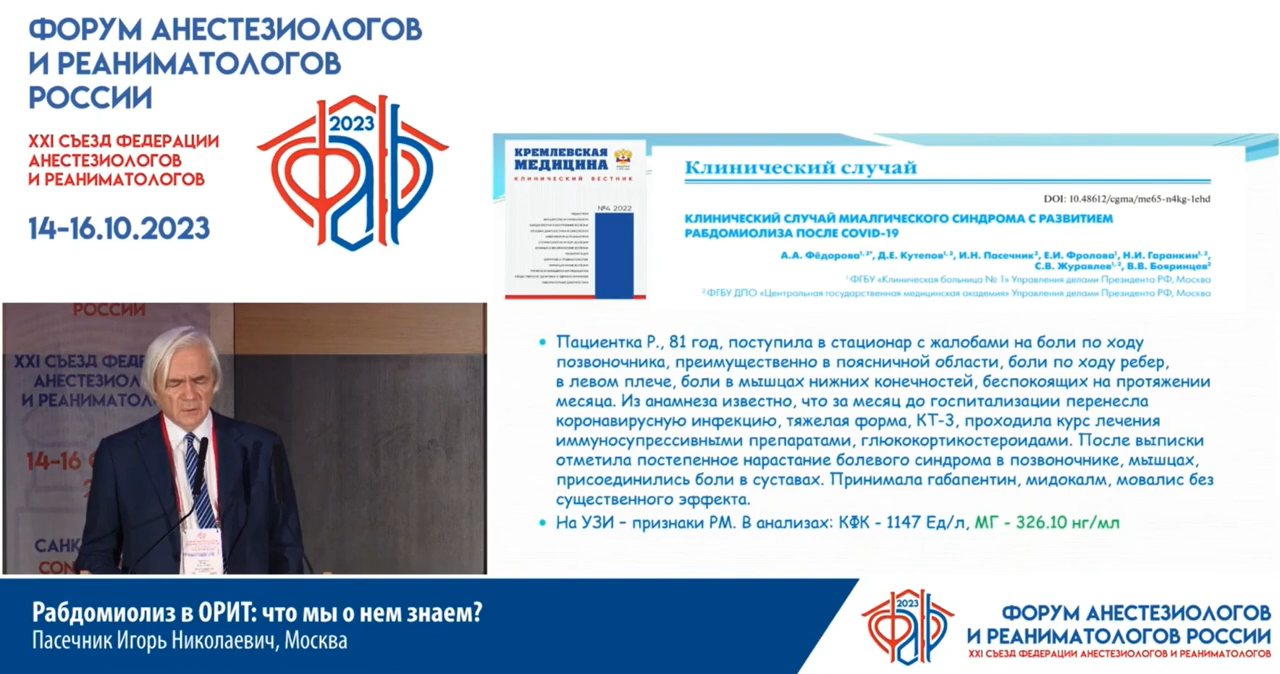 ФОРУМ АНЕСТЕЗИОЛОГОВ
И РЕАНИМАТОЛОГОВ
РОССИИ
XXI СЪЕЗД ФЕДЕРАЦИИ
АНЕСТЕЗИОЛОГОВ
И РЕАНИМАТОЛОГОВ
14-16.10.2023
2023
ФАР
КРЕМЛЕВСКАЯ
МЕДИЦИНА
КЛИНИЧЕСКИЙ ВЕСТНИК
№4 2022
Клинический случай
DOI: 10.48612/cgma/me65-n4kg-1ehd
КЛИНИЧЕСКИЙ СЛУЧАЙ МИАЛГИЧЕСКОГО СИНДРОМА С РАЗВИТИЕМ
РАБДОМИОЛИЗА ПОСЛЕ COVID-19
А.А. Фёдорова¹,²*, Д.Е. Кутепов¹,², И.Н. Пасечник², Е.И. Фролова¹, Н.И. Гаранкин¹,²,
С.В. Журавлев¹,², В.В. Бояринцев²
¹ ФГБУ «Клиническая больница № 1» Управления делами Президента РФ, Москва
² ФГБУ ДПО «Центральная государственная медицинская академия» Управления делами Президента РФ, Москва
• Пациентка Р., 81 год, поступила в стационар с жалобами на боли по ходу
позвоночника, преимущественно в поясничной области, боли по ходу ребер,
в левом плече, боли в мышцах нижних конечностей, беспокоящих на протяжении
месяца. Из анамнеза известно, что за месяц до госпитализации перенесла
коронавирусную инфекцию, тяжелая форма, КТ-3, проходила курс лечения
иммуносупрессивными препаратами, глюкокортикостероидами. После выписки
отметила постепенное нарастание болевого синдрома в позвоночнике, мышцах,
присоединились боли в суставах. Принимала габапентин, мидокалм, мовалис без
существенного эффекта.
• На УЗИ – признаки РМ. В анализах: КФК - 1147 Ед/л, МГ - 326.10 нг/мл
РОССИИ
XXI СЪЕЗД ФЕДЕ
АНЕСТЕЗИОЛ
И РЕАНИМАТОЛ
14-16
САНК
CON
Рабдомиолиз в ОРИТ: что мы о нем знаем?
Пасечник Игорь Николаевич, Москва
2023
ФАР
ФОРУМ АНЕСТЕЗИОЛОГОВ
И РЕАНИМАТОЛОГОВ РОССИИ
XXI СЪЕЗД ФЕДЕРАЦИИ АНЕСТЕЗИОЛОГОВ И РЕАНИМАТОЛОГОВ